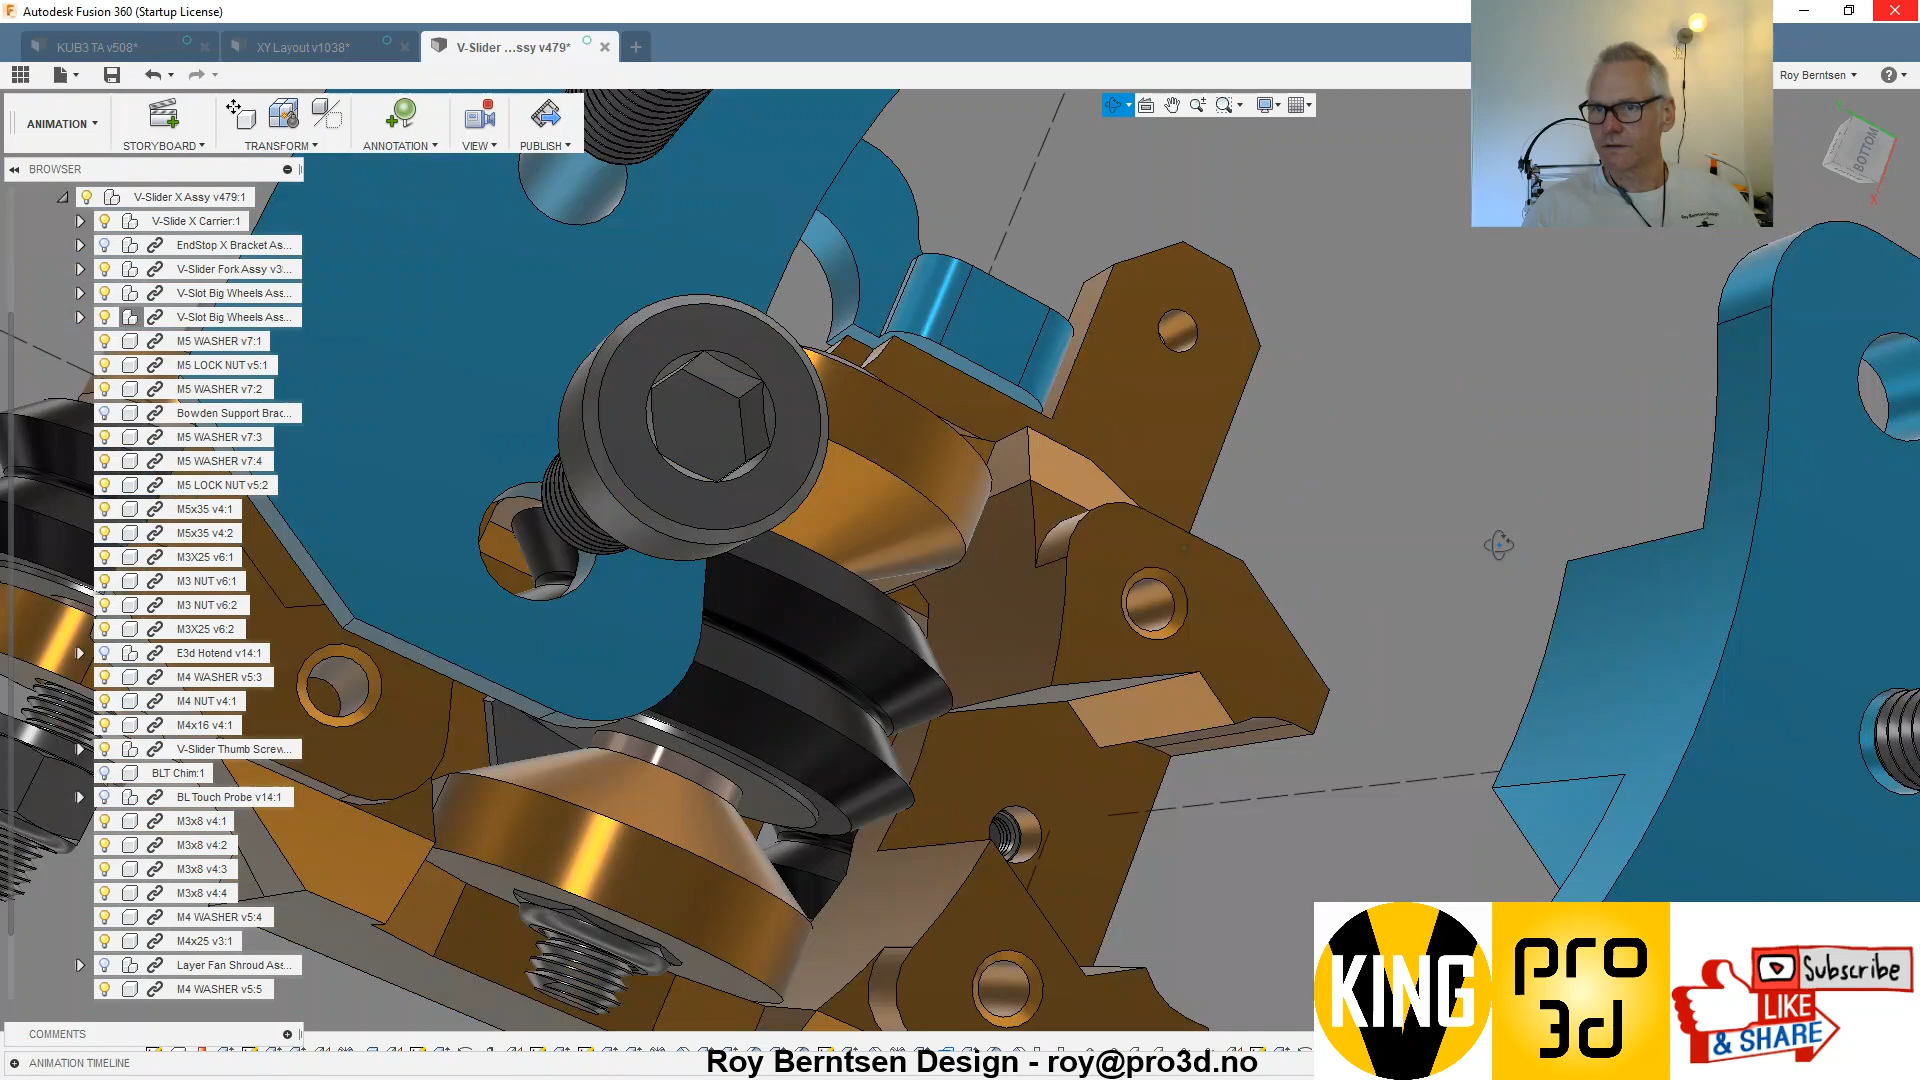 Autodesk Fusion 360 (Startup License)
KUB3 TA v508*
XY Layout v1038*
V-Slider ...ssy v479*
Roy Berntsen
ANIMATION
STORYBOARD
TRANSFORM
ANNOTATION
VIEW
PUBLISH
BOTTOM
X
BROWSER
V-Slider X Assy v479:1
V-Slide X Carrier:1
EndStop X Bracket As...
V-Slider Fork Assy v3...
V-Slot Big Wheels Ass...
V-Slot Big Wheels Ass...
M5 WASHER v7:1
M5 LOCK NUT v5:1
M5 WASHER v7:2
Bowden Support Brac...
M5 WASHER v7:3
M5 WASHER v7:4
M5 LOCK NUT v5:2
M5x35 v4:1
M5x35 v4:2
M3X25 v6:1
M3 NUT v6:1
M3 NUT v6:2
M3X25 v6:2
E3d Hotend v14:1
M4 WASHER v5:3
M4 NUT v4:1
M4x16 v4:1
V-Slider Thumb Screw...
BLT Chim:1
BL Touch Probe v14:1
M3x8 v4:1
M3x8 v4:2
M3x8 v4:3
M3x8 v4:4
M4 WASHER v5:4
M4x25 v3:1
Layer Fan Shroud Ass...
M4 WASHER v5:5
COMMENTS
ANIMATION TIMELINE
Roy Berntsen Design - roy@pro3d.no
KING
pro
3d
Subscribe
LIKE
& SHARE